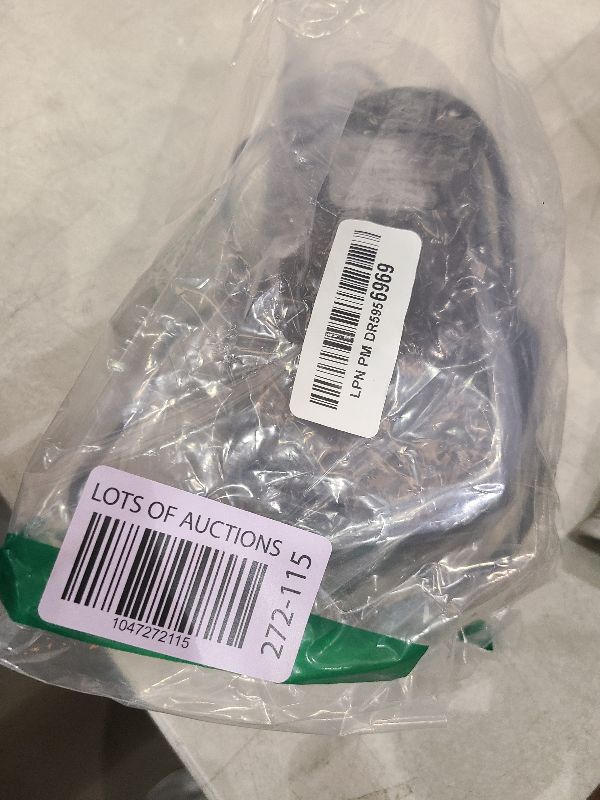 LPN PM DR5956969
LOTS OF AUCTIONS
1047272115
272-115